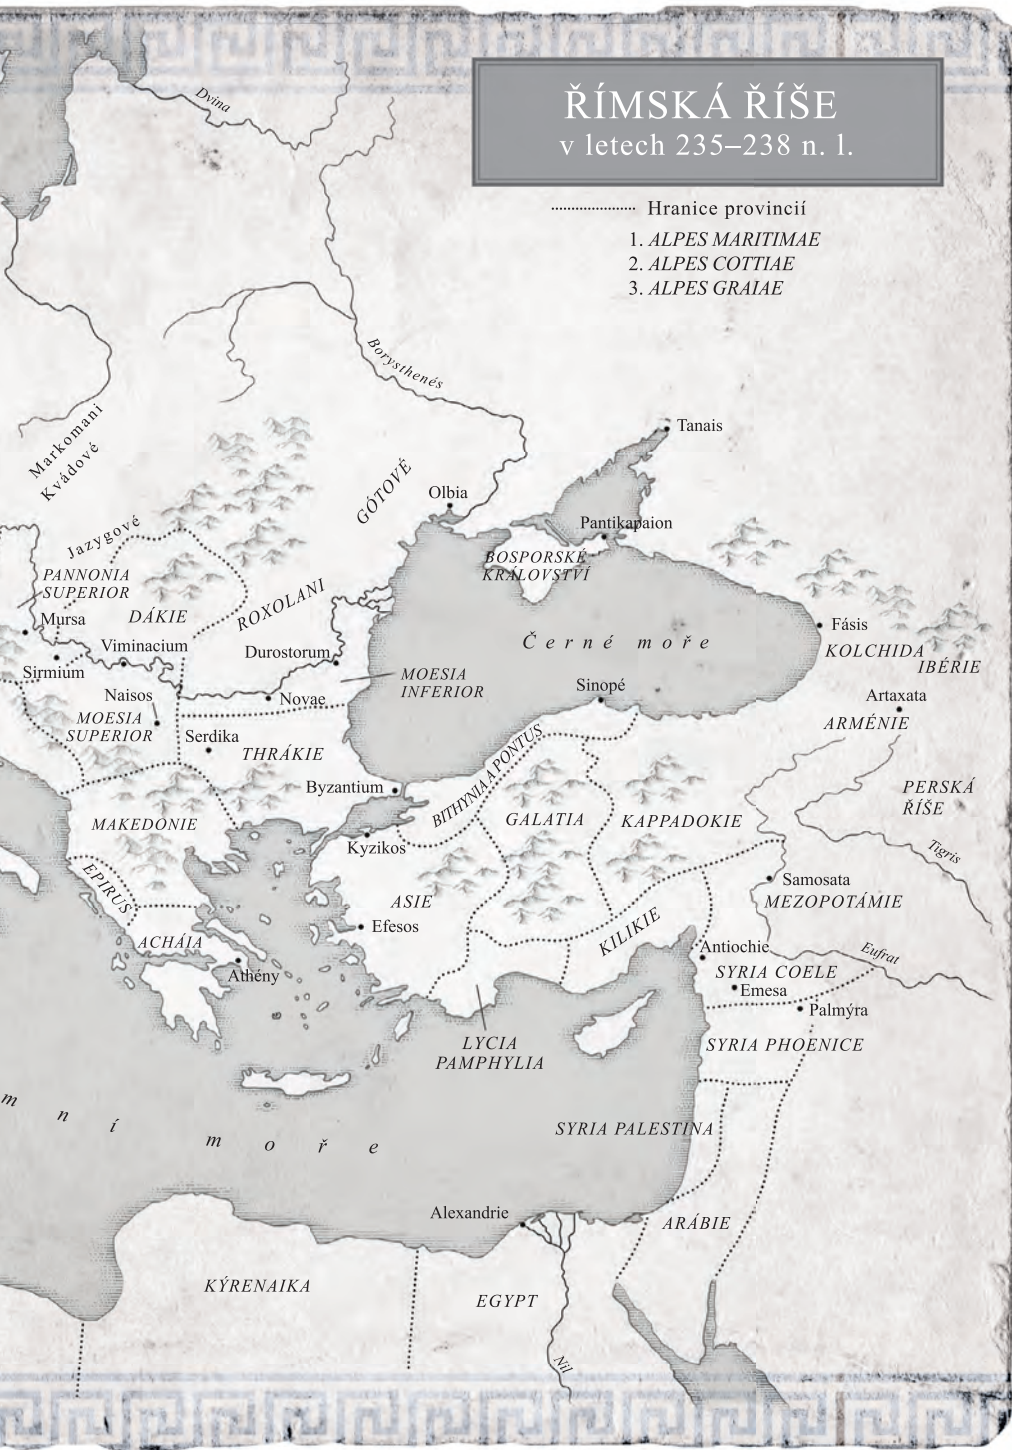 ŘÍMSKÁ ŘÍŠE
v letech 235–238 n. l.
Hranice provincií
1. ALPES MARITIMAE
2. ALPES COTTIAE
3. ALPES GRAIAE
Dvina
Borysthenés
Markomani
Kvádové
Tanais
GÓTOVÉ
Olbia
Pantikapaion
Jazygové
BOSPORSKÉ
KRÁLOVSTVÍ
PANNONIA
SUPERIOR
Mursa
DÁKIE
ROXOLANI
Fásis
Viminacium
Černé moře
KOLCHIDA
Durostorum
IBÉRIE
Sirmium
MOESIA
INFERIOR
Sinopé
Naisos
Novae
Artaxata
MOESIA
SUPERIOR
ARMÉNIE
Serdika
THRÁKIE
BITHYNIA A PONTUS
Byzantium
PERSKÁ
ŘÍŠE
MAKEDONIE
GALATIA
KAPPADOKIE
Kyzikos
Tigris
EPIRUS
Samosata
ASIE
MEZOPOTÁMIE
Efesos
KILIKIE
ACHÁIA
Antiochie
Eufrat
Athény
SYRIA COELE
Emesa
Palmýra
LYCIA
PAMPHYLIA
SYRIA PHOENICE
mní moře
SYRIA PALESTINA
Alexandrie
ARÁBIE
KÝRENAIKA
EGYPT
Nil